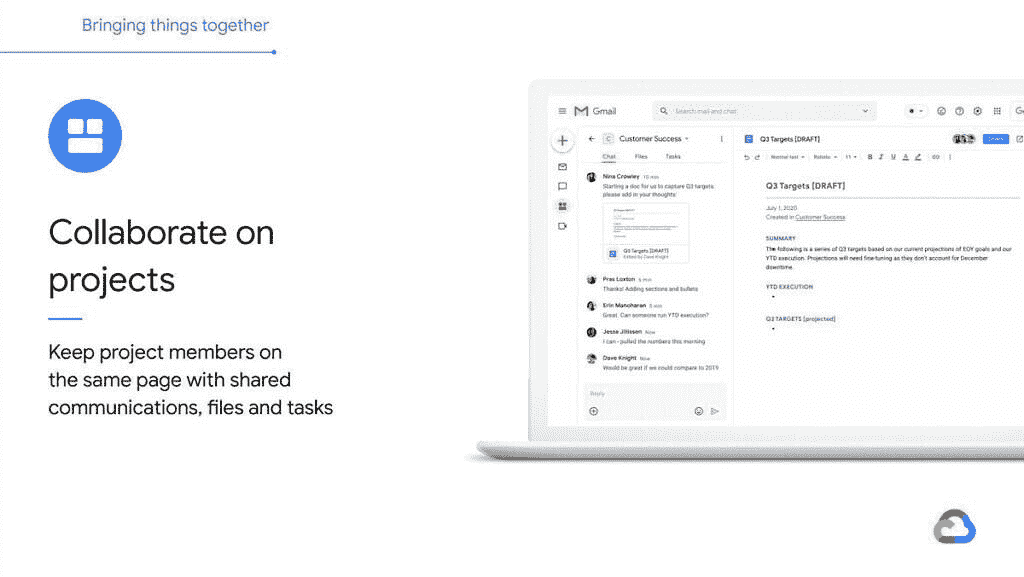 Bringing things together
Collaborate on
projects
Keep project members on
the same page with shared
communications, files and tasks
Gmail
Search mail and chat
C Customer Success
Chat Files Tasks
Nina Crowley 10 min
Starting a doc for us to capture Q3 targets
please add in your thoughts!
Q3 Targets [DRAFT]
Edited by Dave Knight
Pras Loxton 6 min
Thanks! Adding sections and bullets
Erin Manoharan 5 min
Great. Can someone run YTD execution?
Jesse Jillissen Now
I can - pulled the numbers this morning
Dave Knight Now
Would be great if we could compare to 2019
Reply
Q3 Targets [DRAFT]
Normal text Roboto 11 B I U A
Q3 Targets [DRAFT]
July 1, 2020
Created in Customer Success
SUMMARY
The following is a series of Q3 targets based on our current projections of EOY goals and our
YTD execution. Projections will need fine-tuning as they don't account for December
downtime.
YTD EXECUTION
Q3 TARGETS [projected]